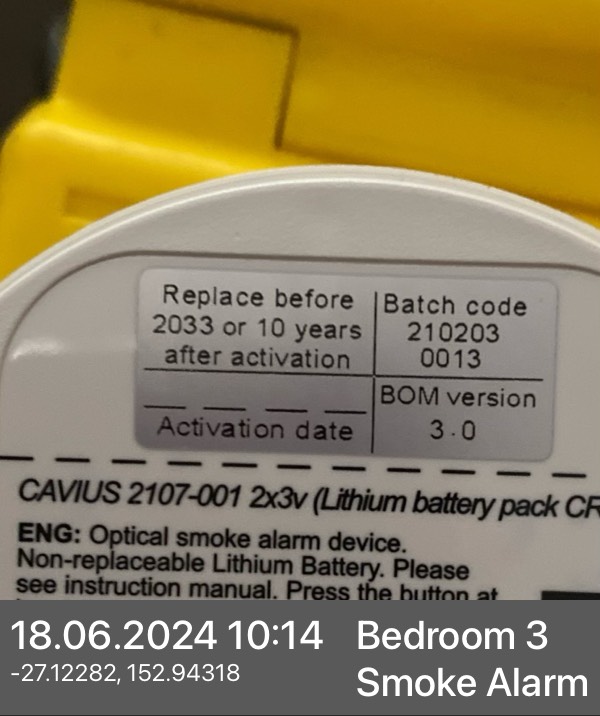 Replace before
2033 or 10 years
after activation
Activation date
Batch code
210203
0013
BOM version
3.0
CAVIUS 2107-001 2x3v (Lithium battery pack CR
ENG: Optical smoke alarm device.
Non-replaceable Lithium Battery. Please
see instruction manual. Press the button at
18.06.2024 10:14
-27.12282, 152.94318
Bedroom 3
Smoke Alarm